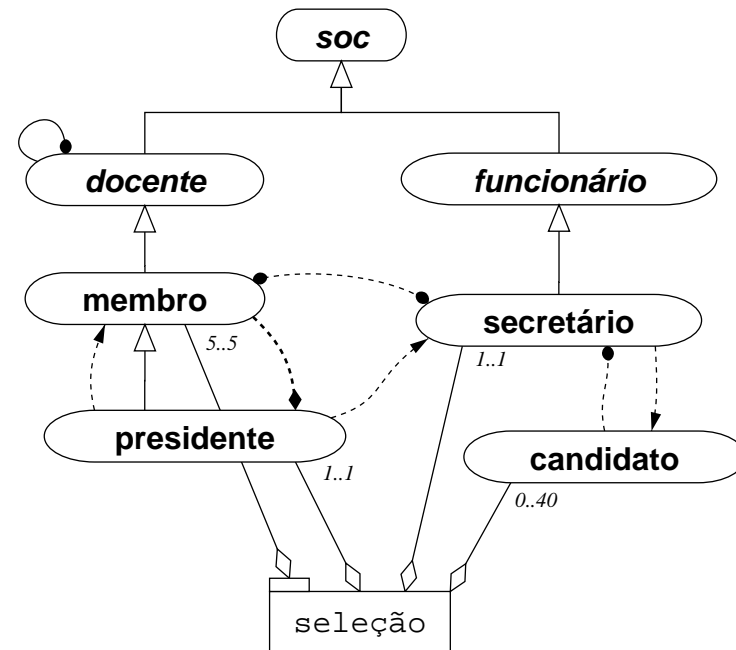 soc
docente
funcionário
membro
secretário
5..5
1..1
presidente
candidato
1..1
0..40
seleção